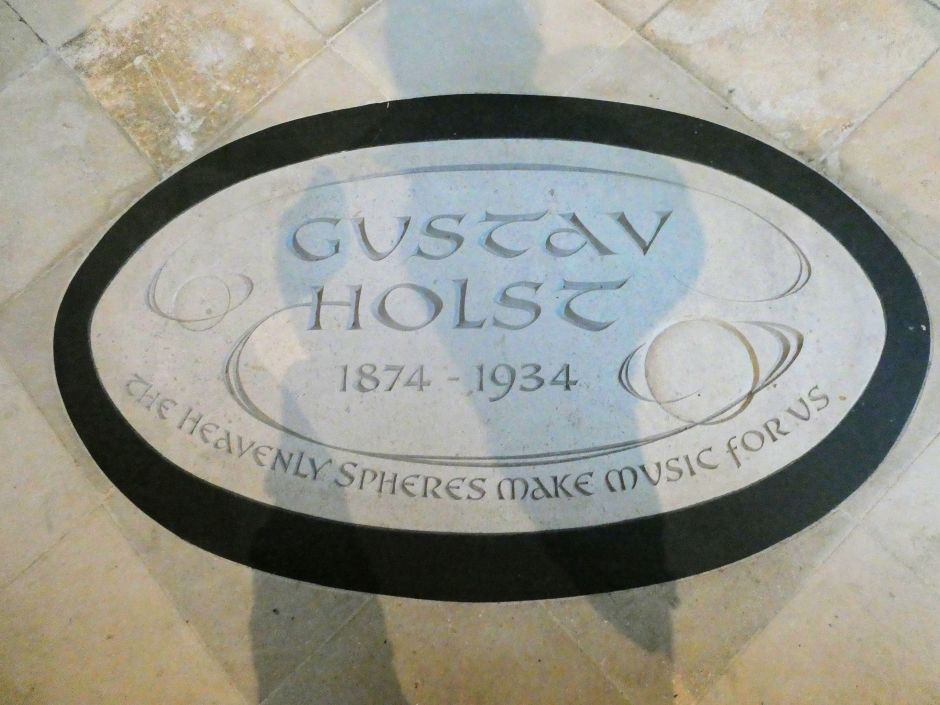 GUSTAV
HOLST
1874 - 1934
THE HEAVENLY SPHERES MAKE MUSIC FOR US.